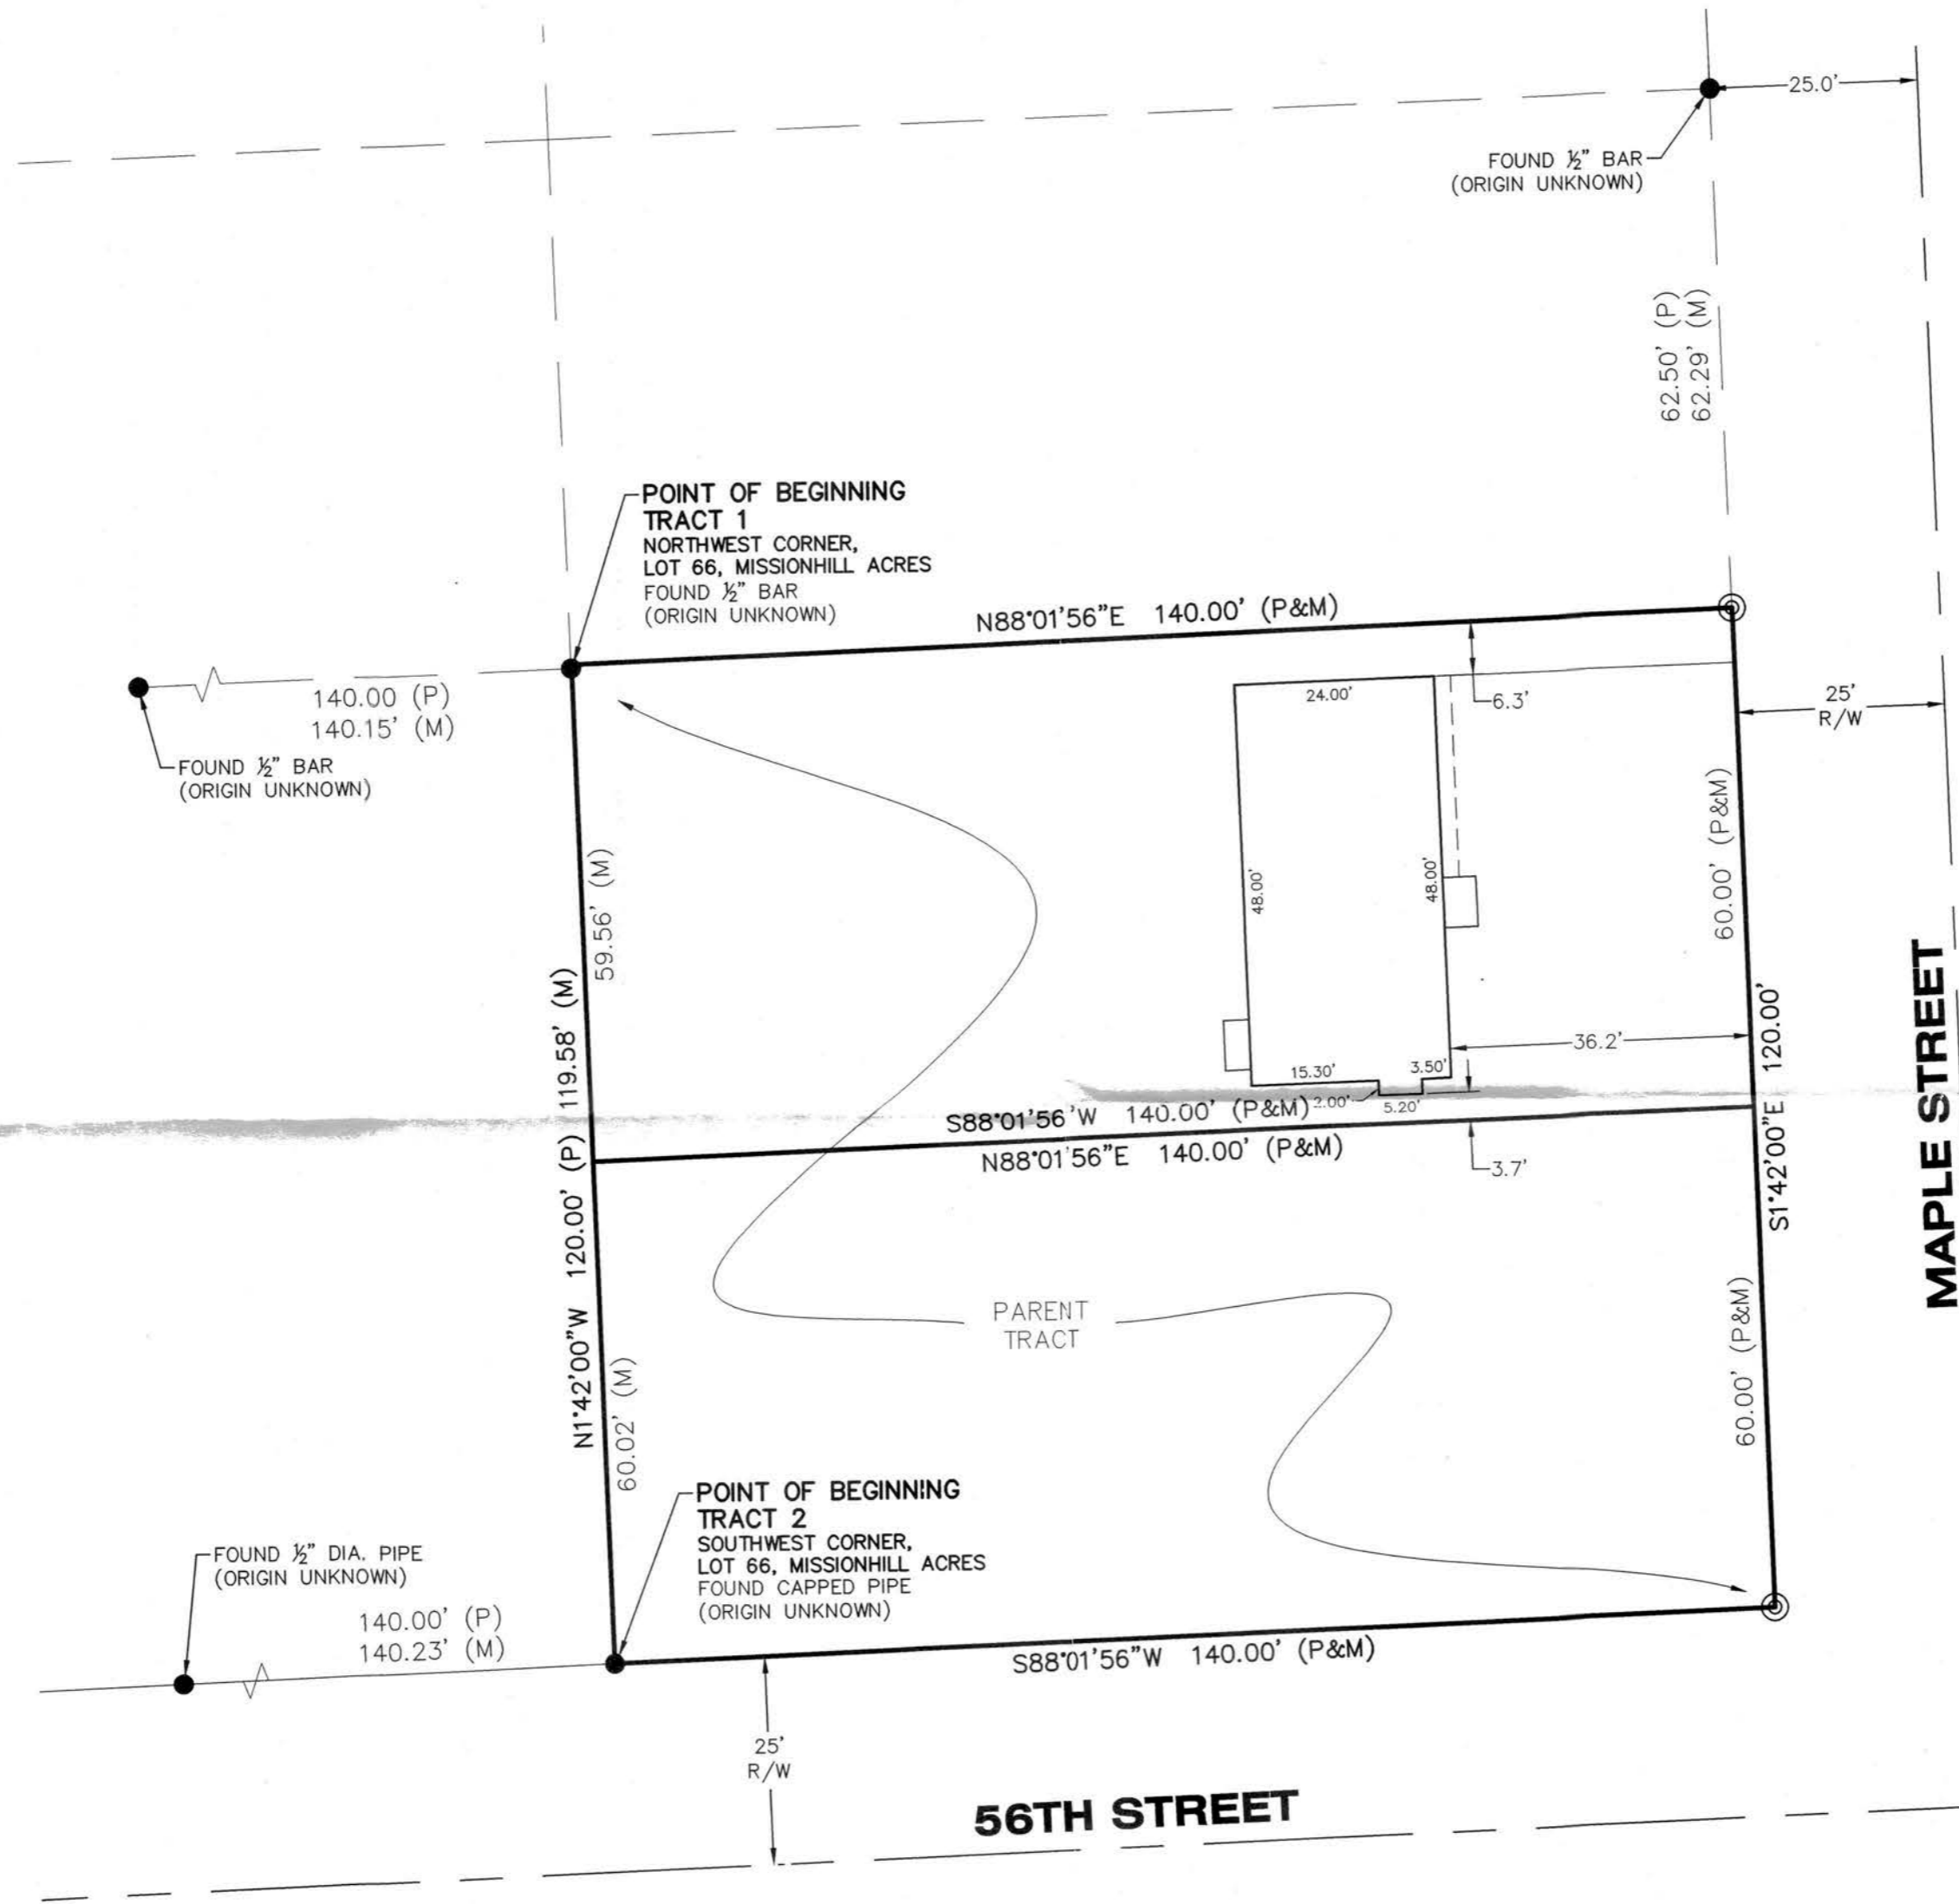 25.0'
FOUND ½" BAR
(ORIGIN UNKNOWN)
62.50' (P)
62.29' (M)
POINT OF BEGINNING
TRACT 1
NORTHWEST CORNER,
LOT 66, MISSIONHILL ACRES
FOUND ½" BAR
(ORIGIN UNKNOWN)
N88°01'56"E 140.00' (P&M)
140.00 (P)
140.15' (M)
FOUND ½" BAR
(ORIGIN UNKNOWN)
24.00'
6.3'
25'
R/W
60.00' (P&M)
59.56' (M)
48.00'
48.00'
36.2'
15.30'
3.50'
2.00'
5.20'
S88°01'56'W 140.00' (P&M)
N88°01'56"E 140.00' (P&M)
3.7'
N1°42'00"W 120.00' (P) 119.58' (M)
S1°42'00"E 120.00'
MAPLE STREET
PARENT
TRACT
60.02' (M)
60.00' (P&M)
POINT OF BEGINNING
TRACT 2
SOUTHWEST CORNER,
LOT 66, MISSIONHILL ACRES
FOUND CAPPED PIPE
(ORIGIN UNKNOWN)
FOUND ½" DIA. PIPE
(ORIGIN UNKNOWN)
140.00' (P)
140.23' (M)
S88°01'56"W 140.00' (P&M)
25'
R/W
56TH STREET